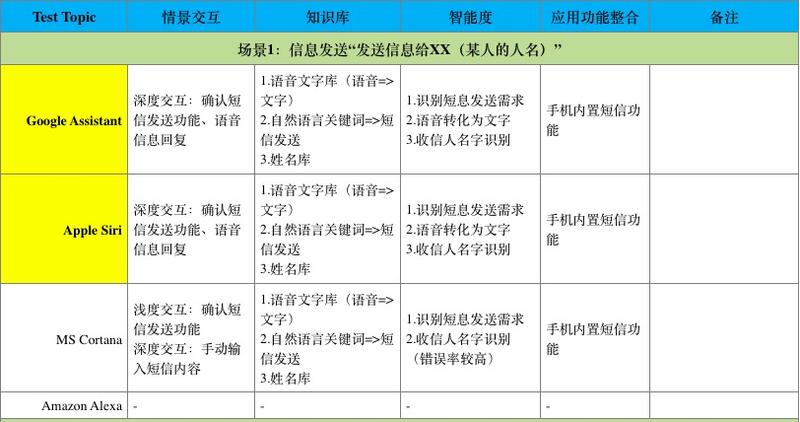 Test Topic 情景交互 知识库 智能度 应用功能整合 备注
场景1：信息发送“发送信息给XX（某人的人名）”
Google Assistant
深度交互：确认短
信发送功能、语音
信息回复
1.语音文字库（语音=>
文字）
2.自然语言关键词=>短
信发送
3.姓名库
1.识别短息发送需求
2.语音转化为文字
3.收信人名字识别
手机内置短信功
能
Apple Siri
深度交互：确认短
信发送功能、语音
信息回复
1.语音文字库（语音=>
文字）
2.自然语言关键词=>短
信发送
3.姓名库
1.识别短息发送需求
2.语音转化为文字
3.收信人名字识别
手机内置短信功
能
MS Cortana
浅度交互：确认短
信发送功能
深度交互：手动输
入短信内容
1.语音文字库（语音=>
文字）
2.自然语言关键词=>短
信发送
3.姓名库
1.识别短息发送需求
2.收信人名字识别
（错误率较高）
手机内置短信功
能
Amazon Alexa - - - -